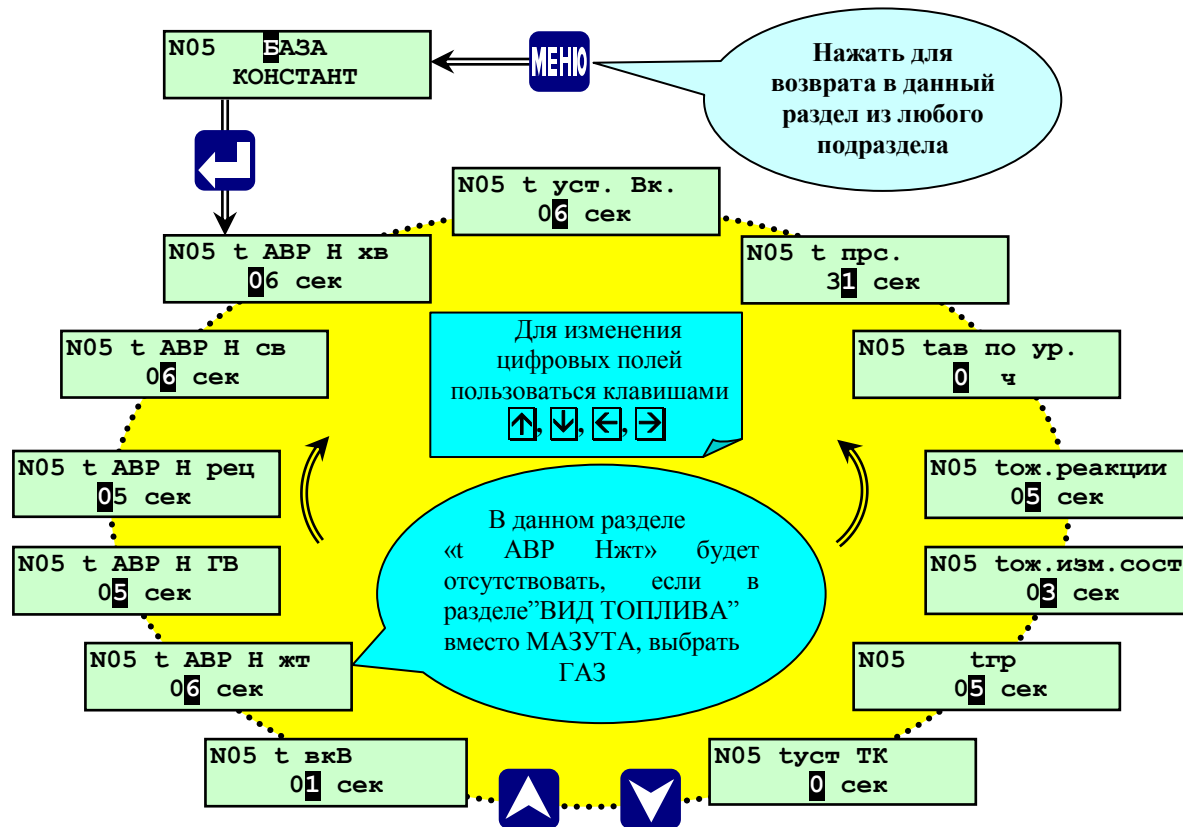 N05 БАЗА
КОНСТАНТ
МЕНЮ
Нажать для
возврата в данный
раздел из любого
подраздела
N05 t уст. Вк.
06 сек
N05 t АВР Н хв
06 сек
N05 t прс.
31 сек
N05 t АВР Н св
06 сек
Для изменения
цифровых полей
пользоваться клавишами
↑, ↓, ←, →
N05 tав по ур.
0 ч
N05 t АВР Н рец
05 сек
N05 tож.реакции
05 сек
В данном разделе
«t АВР Нжт» будет
отсутствовать, если в
разделе”ВИД ТОПЛИВА”
вместо МАЗУТА, выбрать
ГАЗ
N05 t АВР Н ГВ
05 сек
N05 tож.изм.сост
03 сек
N05 t АВР Н жт
06 сек
N05 tгр
05 сек
N05 t вкВ
01 сек
N05 tуст ТК
0 сек